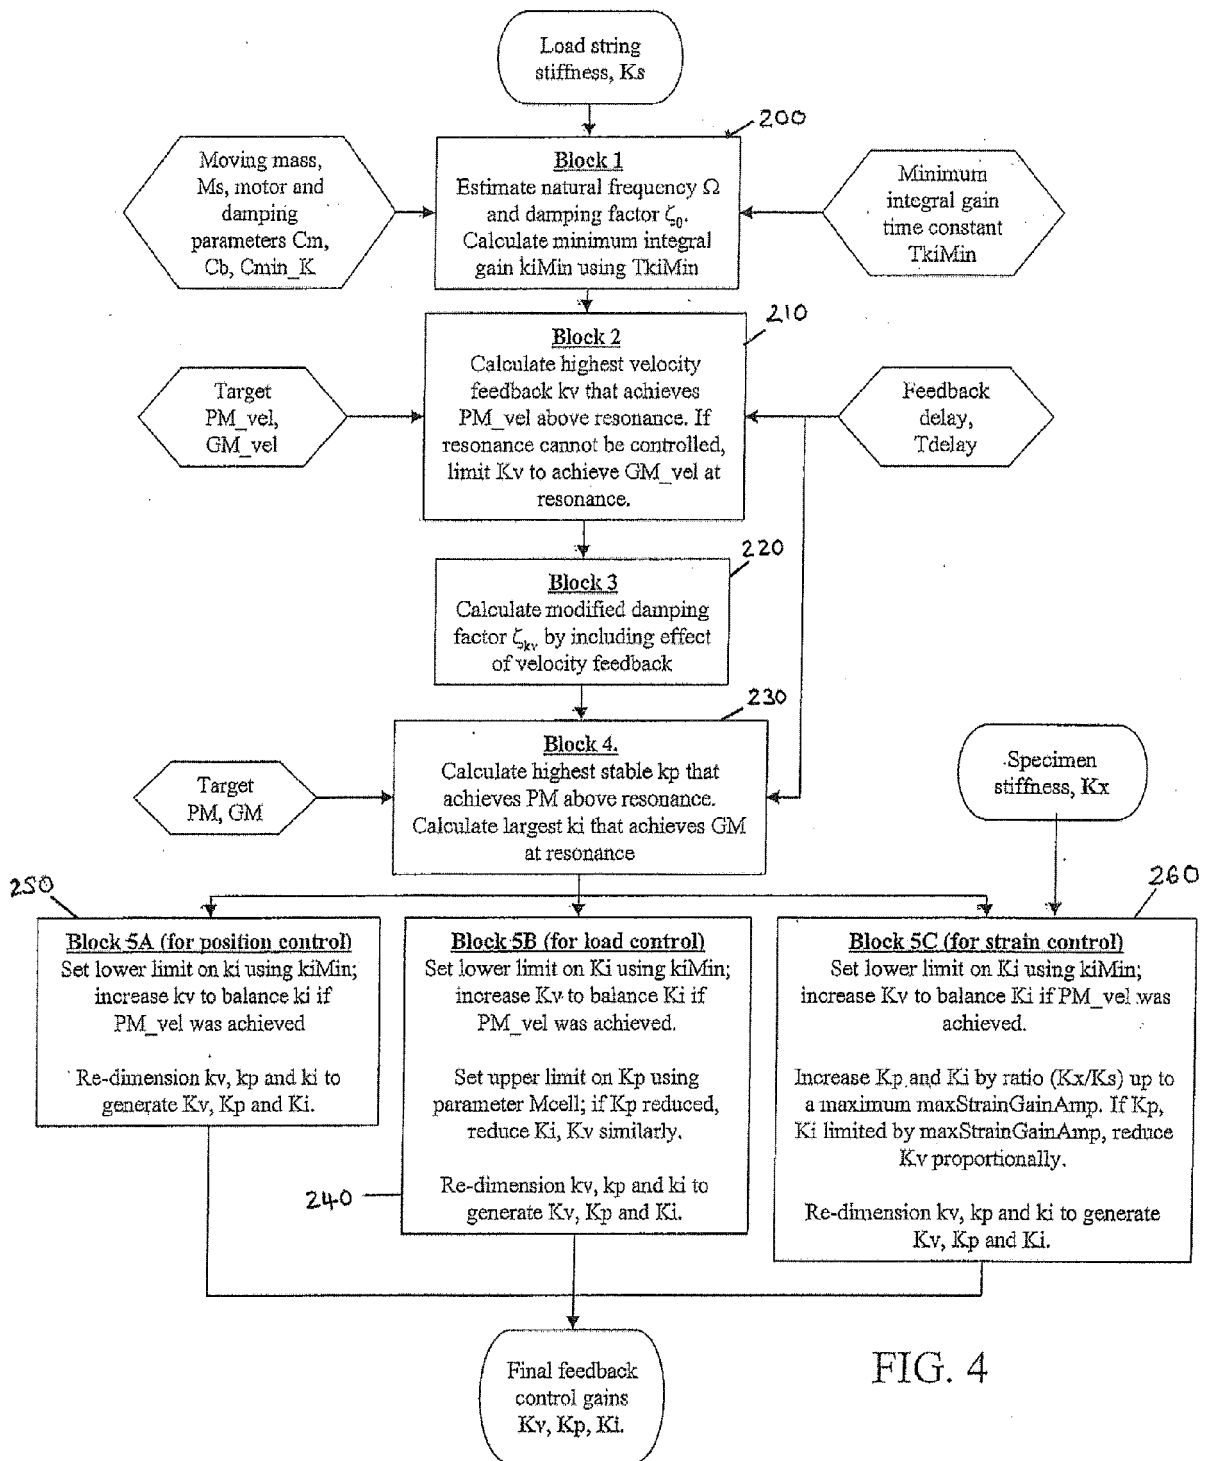 Load string
stiffness, Ks
200
Block 1
Estimate natural frequency Ω
and damping factor ζ0.
Calculate minimum integral
gain kiMin using TkiMin
Moving mass,
Ms, motor and
damping
parameters Cm,
Cb, Cmin_K
Minimum
integral gain
time constant
TkiMin
210
Block 2
Calculate highest velocity
feedback kv that achieves
PM_vel above resonance. If
resonance cannot be controlled,
limit Kv to achieve GM_vel at
resonance.
Target
PM_vel,
GM_vel
Feedback
delay,
Tdelay
220
Block 3
Calculate modified damping
factor ζkv by including effect
of velocity feedback
230
Block 4.
Calculate highest stable kp that
achieves PM above resonance.
Calculate largest ki that achieves GM
at resonance
Target
PM, GM
Specimen
stiffness, Kx
250
Block 5A (for position control)
Set lower limit on ki using kiMin;
increase kv to balance ki if
PM_vel was achieved
Re-dimension kv, kp and ki to
generate Kv, Kp and Ki.
Block 5B (for load control)
Set lower limit on Ki using kiMin;
increase Kv to balance Ki if
PM_vel was achieved.
Set upper limit on Kp using
parameter Mcell; if Kp reduced,
reduce Ki, Kv similarly.
240
Re-dimension kv, kp and ki to
generate Kv, Kp and Ki.
260
Block 5C (for strain control)
Set lower limit on Ki using kiMin;
increase Kv to balance Ki if PM_vel was
achieved.
Increase Kp and Ki by ratio (Kx/Ks) up to
a maximum maxStrainGainAmp. If Kp,
Ki limited by maxStrainGainAmp, reduce
Kv proportionally.
Re-dimension kv, kp and ki to generate
Kv, Kp and Ki.
Final feedback
control gains
Kv, Kp, Ki.
FIG. 4